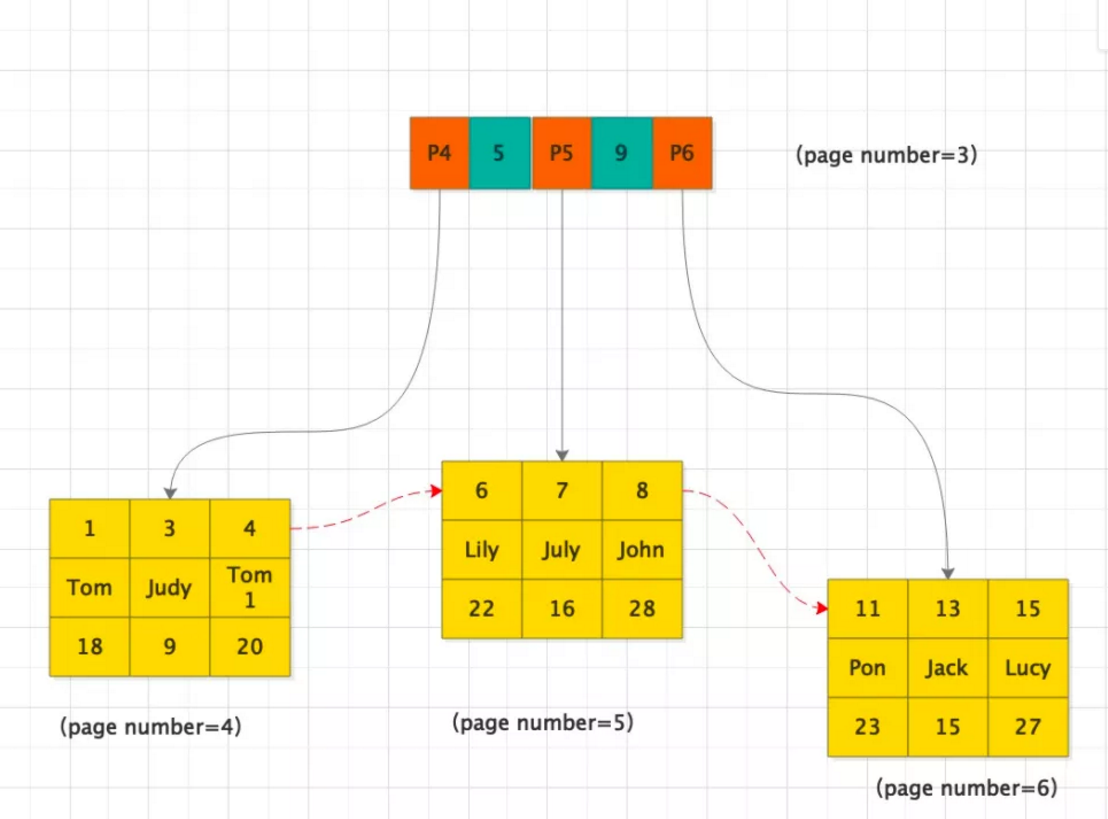 P4 5 P5 9 P6
(page number=3)
1 3 4
Tom Judy Tom
1
18 9 20
(page number=4)
6 7 8
Lily July John
22 16 28
(page number=5)
11 13 15
Pon Jack Lucy
23 15 27
(page number=6)